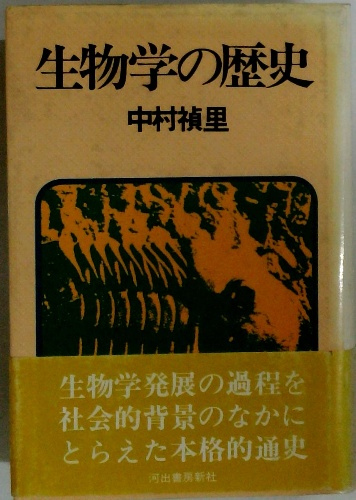 生物学の歴史
中村禎里
生物学発展の過程を
社会的背景のなかに
とらえた本格的通史
河出書房新社